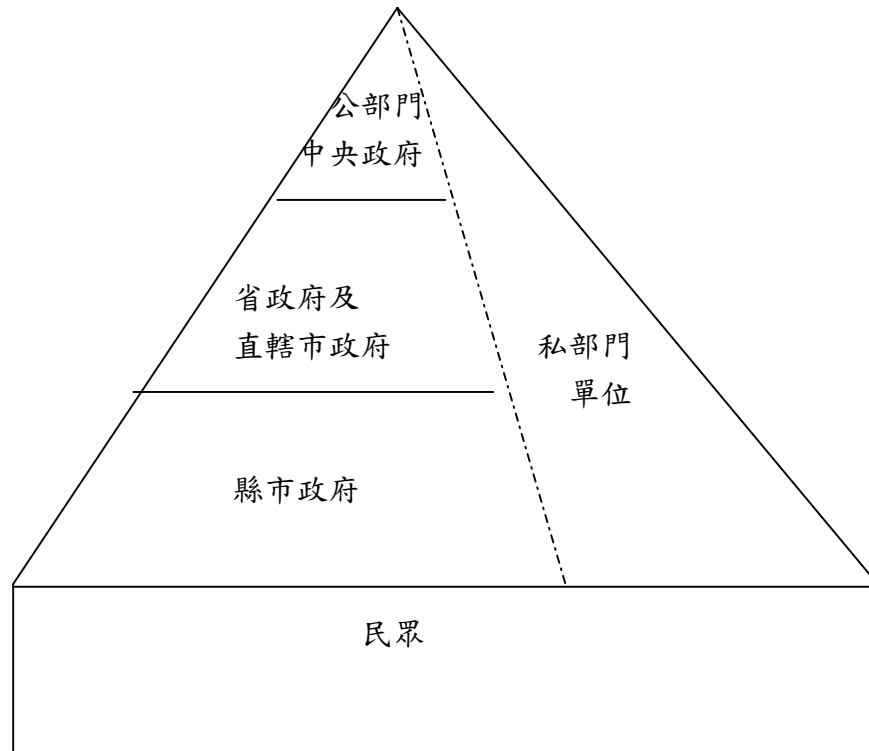 公部門
中央政府
省政府及
直轄市政府
私部門
單位
縣市政府
民眾